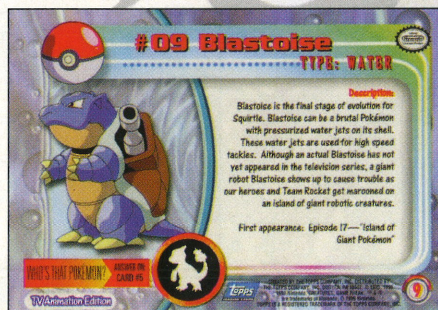 #09 Blastoise
TYPE: WATER
Description:
Blastoise is the final stage of evolution for
Squirtle. Blastoise can be a brutal Pokémon
with pressurized water jets on its shell.
These water jets are used for high speed
tackles. Although an actual Blastoise has not
yet appeared in the television series, a giant
robot Blastoise shows up to cause trouble as
our heroes and Team Rocket get marooned on
an island of giant robotic creatures.
First appearance: Episode 17—"Island of
Giant Pokémon"
WHO'S THAT POKÉMON?
ANSWER ON
CARD #5
TV Animation Edition
Topps
9